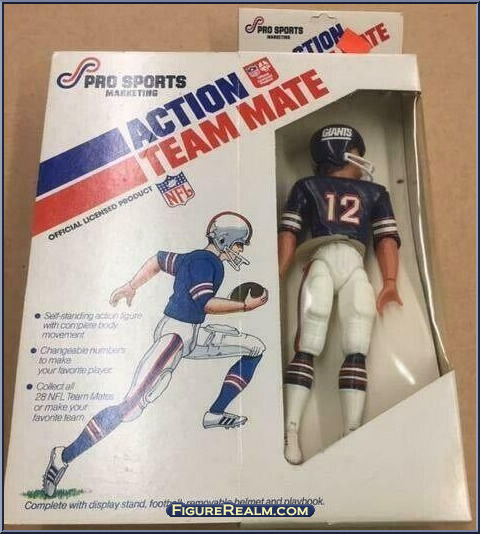 PRO SPORTS
MARKETING
ACTION
TEAM MATE
OFFICIAL LICENSED PRODUCT
NFL
PRO SPORTS
MARKETING
ACTION
MATE
GIANTS
12
Self-standing action figure
with complete body
movement
Changeable numbers
to make
your favorite player
Collect all
28 NFL Team Mates
or make your
favorite team.
Complete with display stand, football, removable helmet and playbook.
FIGUREREALM.COM